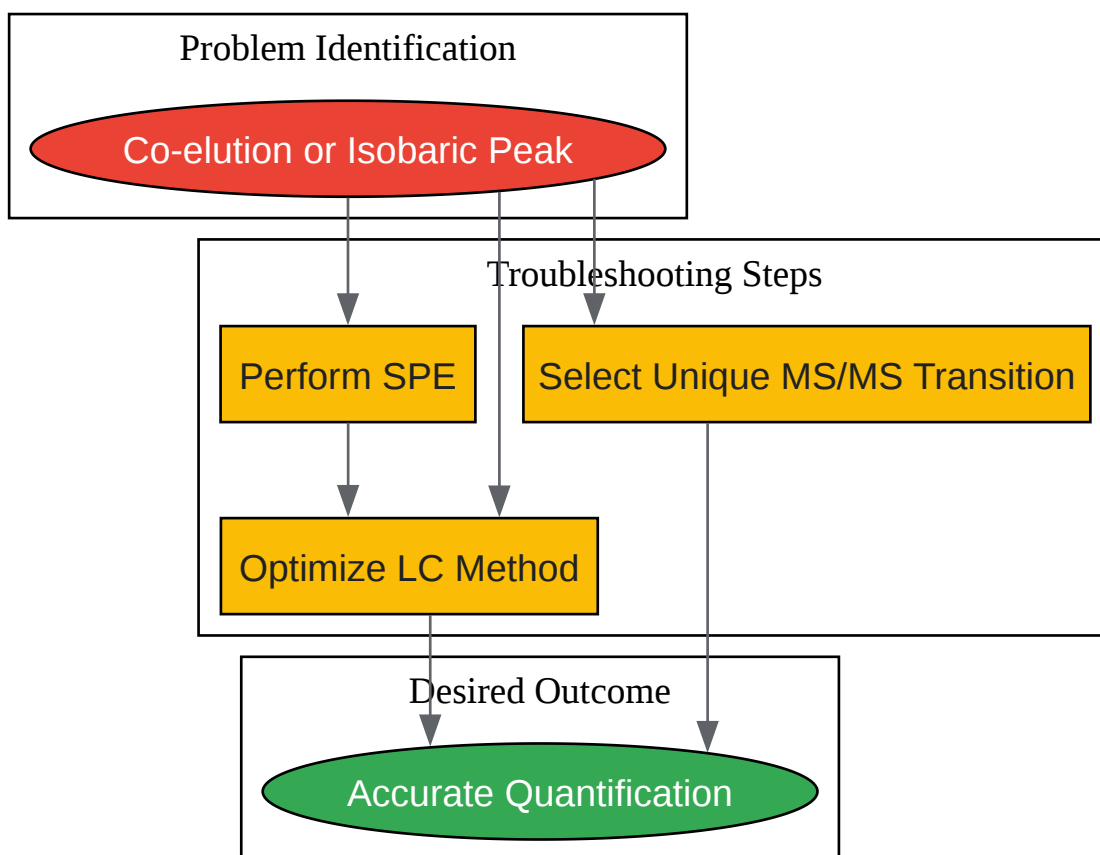 Problem Identification
Co-elution or Isobaric Peak
Troubleshooting Steps
Perform SPE
Select Unique MS/MS Transition
Optimize LC Method
Desired Outcome
Accurate Quantification